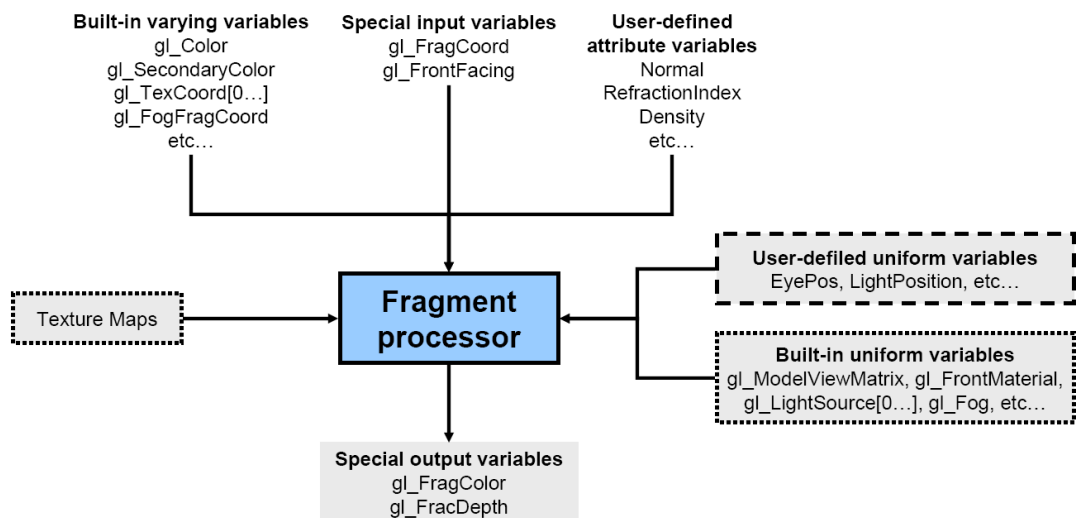 Built-in varying variables
gl_Color
gl_SecondaryColor
gl_TexCoord[0…]
gl_FogFragCoord
etc…
Special input variables
gl_FragCoord
gl_FrontFacing
User-defined
attribute variables
Normal
RefractionIndex
Density
etc…
Texture Maps
Fragment
processor
User-defiled uniform variables
EyePos, LightPosition, etc…
Built-in uniform variables
gl_ModelViewMatrix, gl_FrontMaterial,
gl_LightSource[0…], gl_Fog, etc…
Special output variables
gl_FragColor
gl_FracDepth